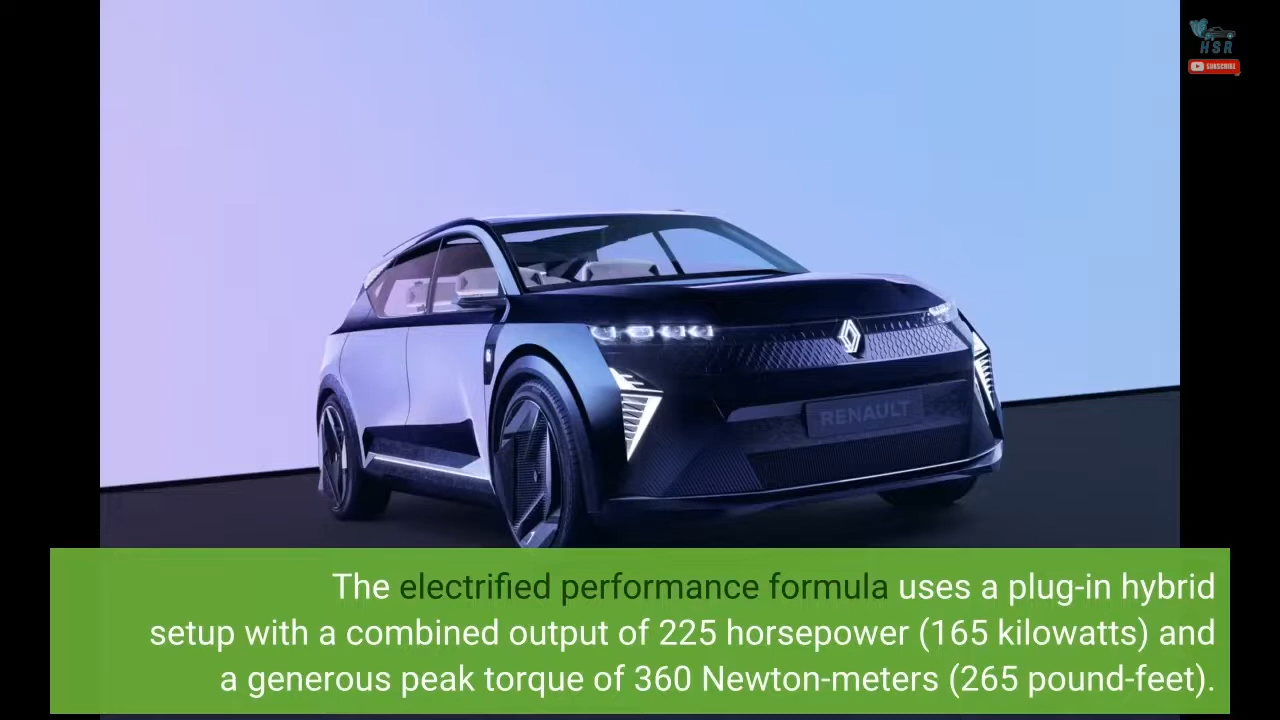 HSR
SUBSCRIBE
RENAULT
The electrified performance formula uses a plug-in hybrid
setup with a combined output of 225 horsepower (165 kilowatts) and
a generous peak torque of 360 Newton-meters (265 pound-feet).